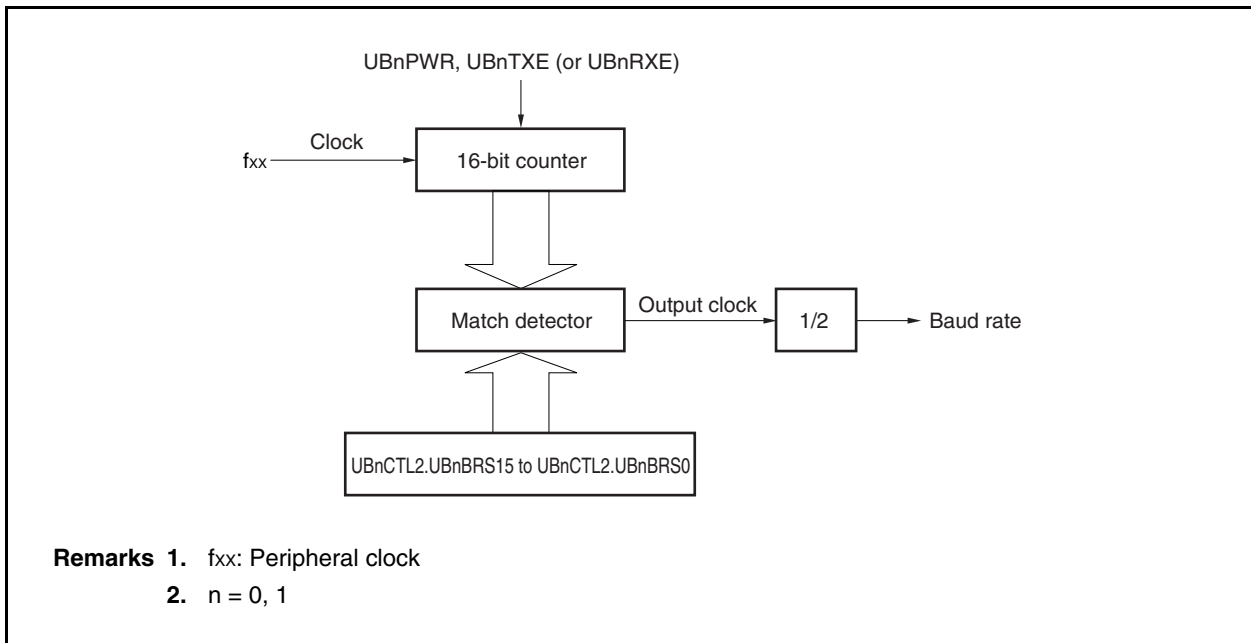 UBnPWR, UBnTXE (or UBnRXE)
Clock
fxx
16-bit counter
Match detector
Output clock
1/2
Baud rate
UBnCTL2.UBnBRS15 to UBnCTL2.UBnBRS0
Remarks 1. fxx: Peripheral clock
2. n = 0, 1